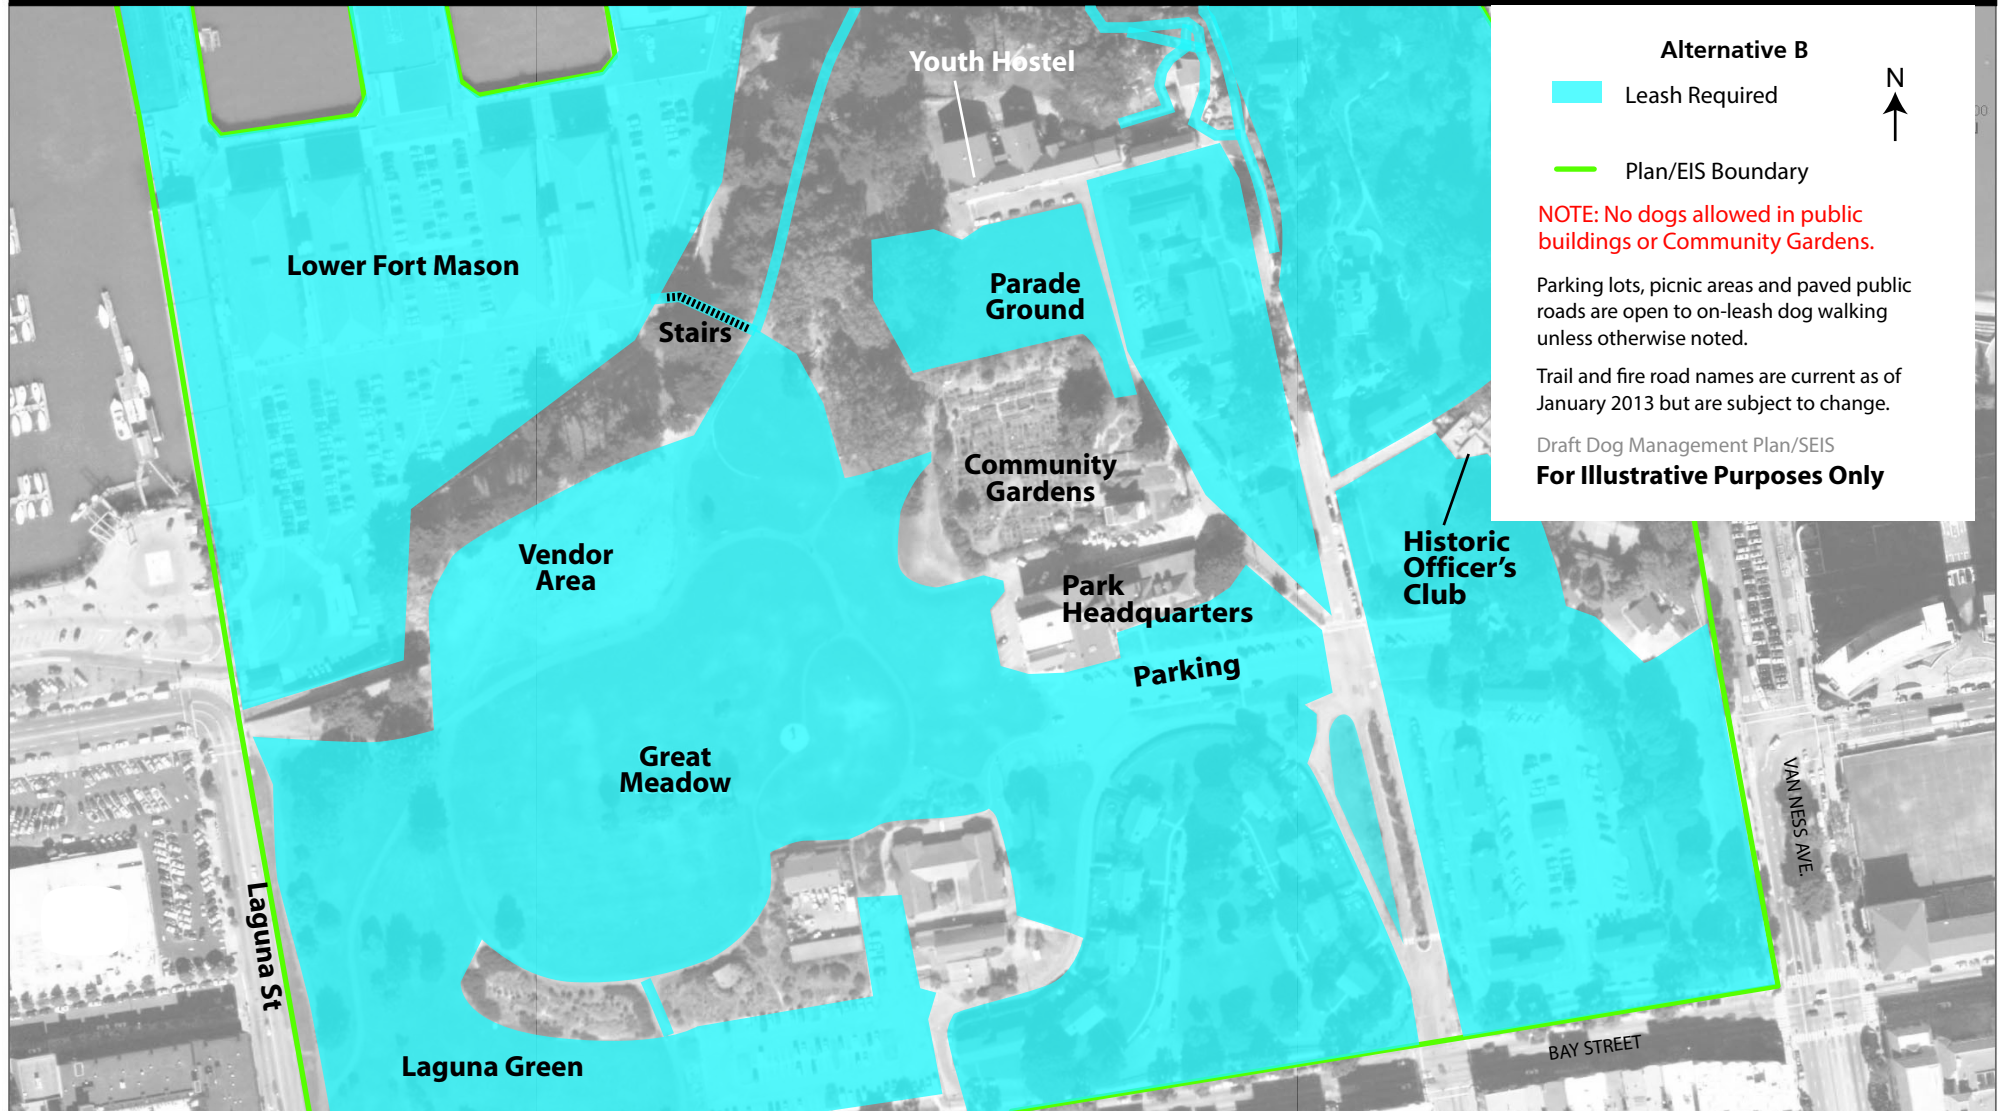 Youth Hostel
Lower Fort Mason
Stairs
Parade
Ground
Community
Gardens
Vendor
Area
Park
Headquarters
Parking
Historic
Officer's
Club
Great
Meadow
Laguna St
Laguna Green
VAN NESS AVE.
BAY STREET
Alternative B
Leash Required
N
Plan/EIS Boundary
NOTE: No dogs allowed in public
buildings or Community Gardens.
Parking lots, picnic areas and paved public
roads are open to on-leash dog walking
unless otherwise noted.
Trail and fire road names are current as of
January 2013 but are subject to change.
Draft Dog Management Plan/SEIS
For Illustrative Purposes Only